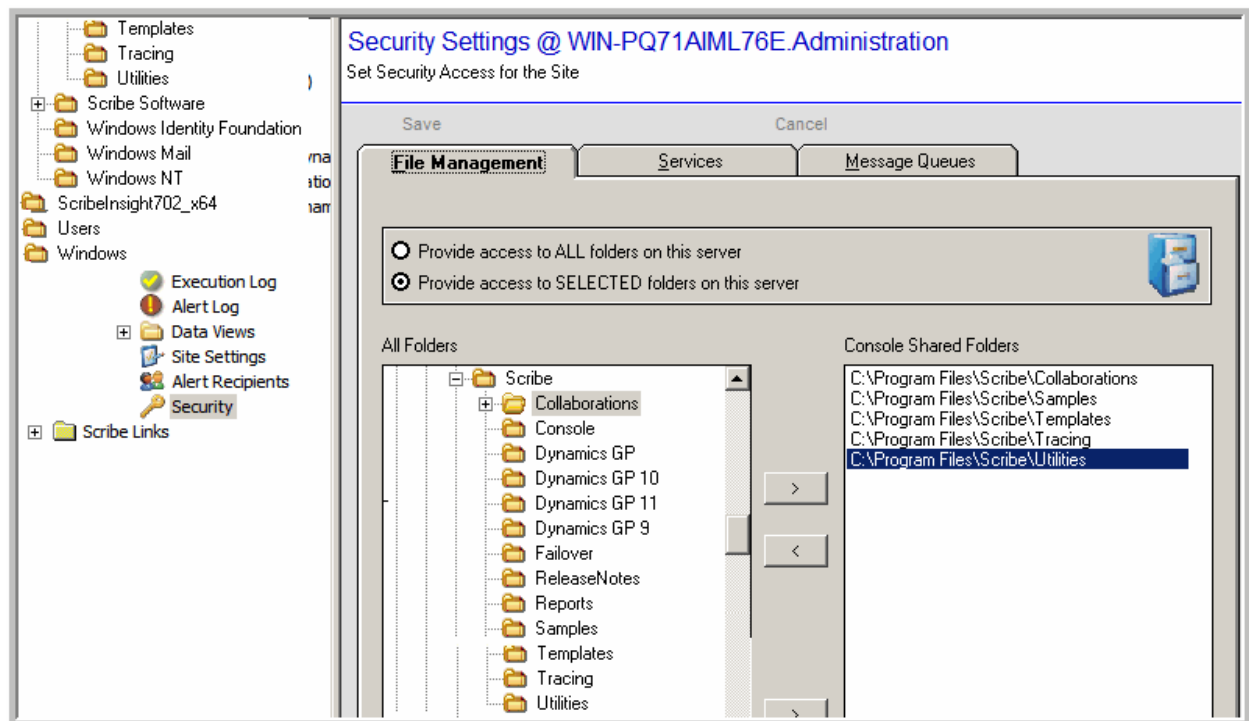 Templates
Tracing
Utilities
)
Scribe Software
Windows Identity Foundation
Windows Mail
Windows NT
ScribeInsight702_x64
Users
Windows
Execution Log
Alert Log
Data Views
Site Settings
Alert Recipients
Security
Scribe Links
Security Settings @ WIN-PQ71AIML76E.Administration
Set Security Access for the Site
Save Cancel
File Management Services Message Queues
Provide access to ALL folders on this server
Provide access to SELECTED folders on this server
All Folders
Scribe
Collaborations
Console
Dynamics GP
Dynamics GP 10
Dynamics GP 11
Dynamics GP 9
Failover
ReleaseNotes
Reports
Samples
Templates
Tracing
Utilities
>
<
>
Console Shared Folders
C:\Program Files\Scribe\Collaborations
C:\Program Files\Scribe\Samples
C:\Program Files\Scribe\Templates
C:\Program Files\Scribe\Tracing
C:\Program Files\Scribe\Utilities